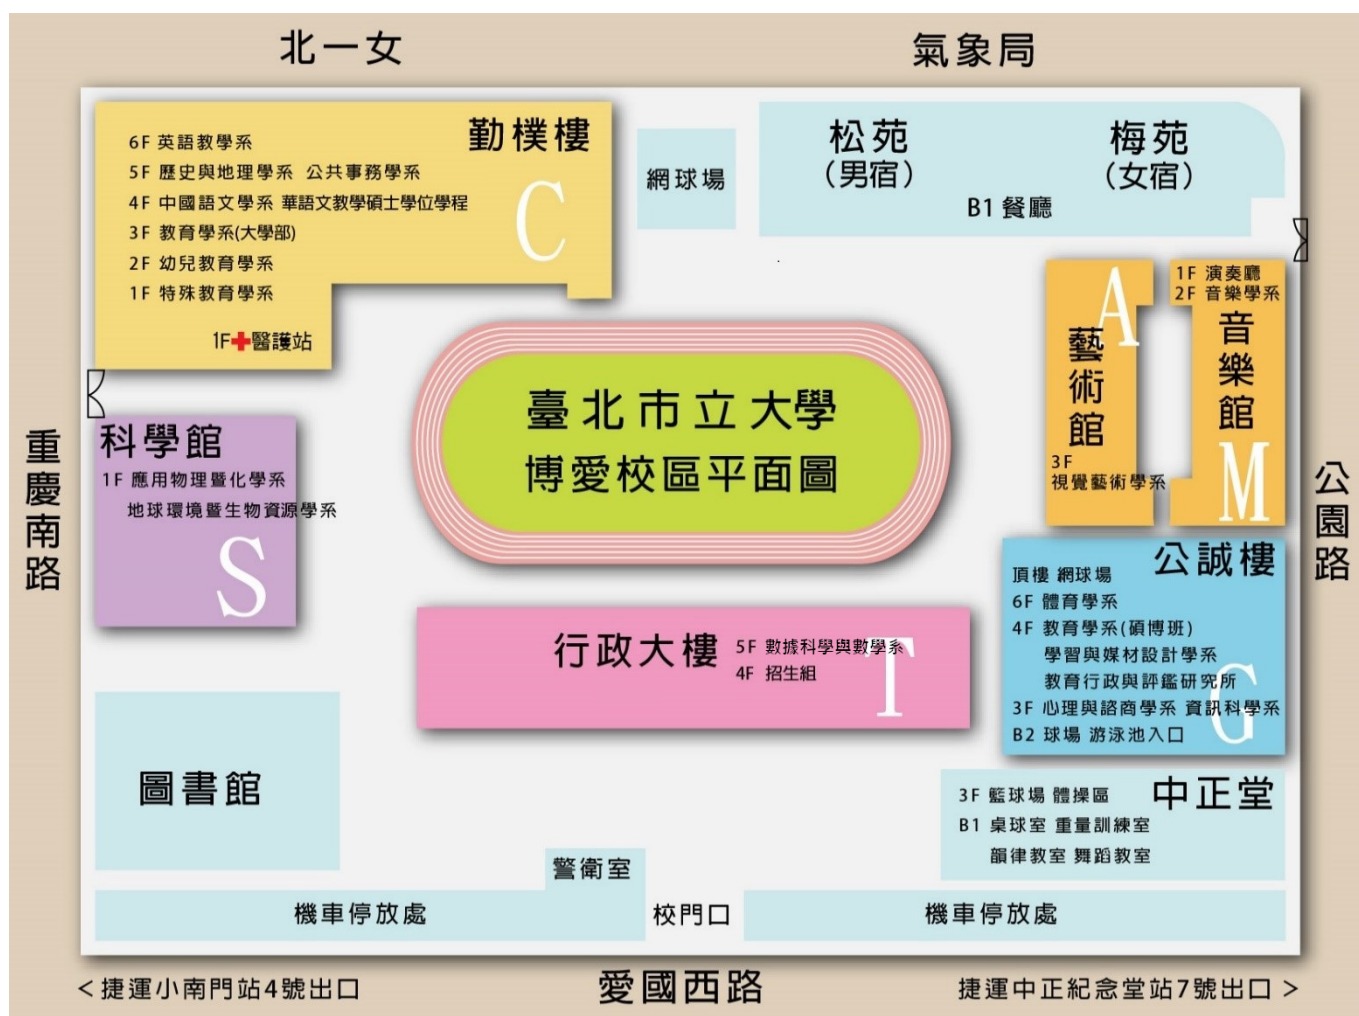 北一女
氣象局
勤樸樓
6F 英語教學系
5F 歷史與地理學系 公共事務學系
4F 中國語文學系 華語文教學碩士學位學程
3F 教育學系(大學部)
2F 幼兒教育學系
1F 特殊教育學系
C
1F 醫護站
網球場
松苑
(男宿)
梅苑
(女宿)
B1 餐廳
A
藝術館
3F
視覺藝術學系
1F 演奏廳
2F 音樂學系
音樂館
M
臺北市立大學
博愛校區平面圖
重慶南路
科學館
1F 應用物理暨化學系
地球環境暨生物資源學系
S
公園路
公誠樓
頂樓 網球場
6F 體育學系
4F 教育學系(碩博班)
學習與媒材設計學系
教育行政與評鑑研究所
3F 心理與諮商學系 資訊科學系
B2 球場 游泳池入口
G
行政大樓
5F 數據科學與數學系
4F 招生組
T
圖書館
中正堂
3F 籃球場 體操區
B1 桌球室 重量訓練室
韻律教室 舞蹈教室
警衛室
機車停放處
校門口
機車停放處
<捷運小南門站4號出口
愛國西路
捷運中正紀念堂站7號出口>